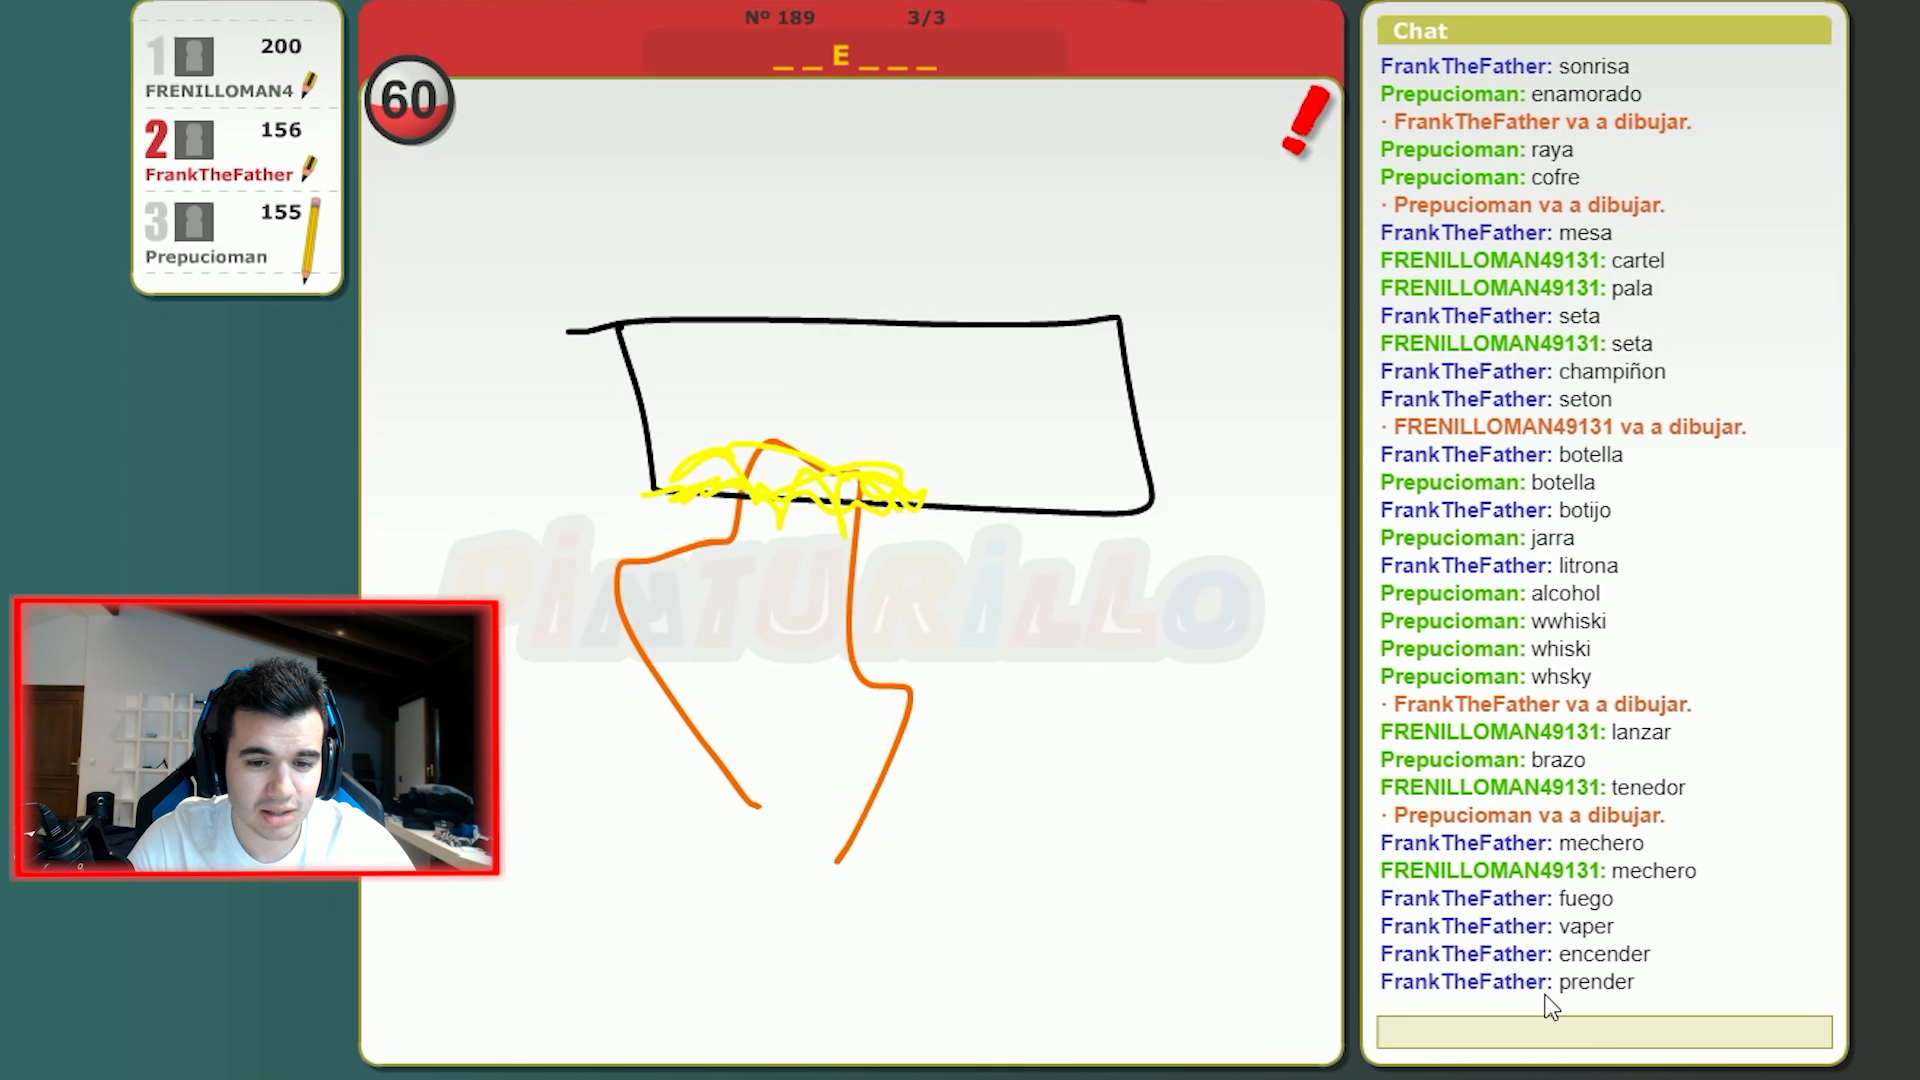 1 200
FRENILLOMAN4
2 156
FrankTheFather
3 155
Prepucioman
Nº 189 3/3
_ _ E _ _ _
60
PINTURILLO
Chat
FrankTheFather: sonrisa
Prepucioman: enamorado
· FrankTheFather va a dibujar.
Prepucioman: raya
Prepucioman: cofre
· Prepucioman va a dibujar.
FrankTheFather: mesa
FRENILLOMAN49131: cartel
FRENILLOMAN49131: pala
FrankTheFather: seta
FRENILLOMAN49131: seta
FrankTheFather: champiñon
FrankTheFather: seton
· FRENILLOMAN49131 va a dibujar.
FrankTheFather: botella
Prepucioman: botella
FrankTheFather: botijo
Prepucioman: jarra
FrankTheFather: litrona
Prepucioman: alcohol
Prepucioman: wwhiski
Prepucioman: whiski
Prepucioman: whsky
· FrankTheFather va a dibujar.
FRENILLOMAN49131: lanzar
Prepucioman: brazo
FRENILLOMAN49131: tenedor
· Prepucioman va a dibujar.
FrankTheFather: mechero
FRENILLOMAN49131: mechero
FrankTheFather: fuego
FrankTheFather: vaper
FrankTheFather: encender
FrankTheFather: prender